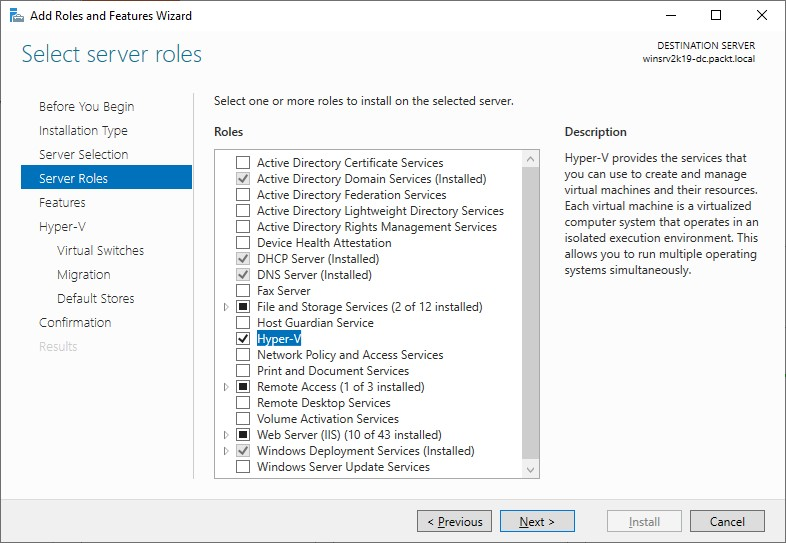 Add Roles and Features Wizard
Select server roles
DESTINATION SERVER
winsrv2k19-dc.packt.local
Before You Begin
Installation Type
Server Selection
Server Roles
Features
Hyper-V
Virtual Switches
Migration
Default Stores
Confirmation
Results
Select one or more roles to install on the selected server.
Roles
Active Directory Certificate Services
Active Directory Domain Services (Installed)
Active Directory Federation Services
Active Directory Lightweight Directory Services
Active Directory Rights Management Services
Device Health Attestation
DHCP Server (Installed)
DNS Server (Installed)
Fax Server
File and Storage Services (2 of 12 installed)
Host Guardian Service
Hyper-V
Network Policy and Access Services
Print and Document Services
Remote Access (1 of 3 installed)
Remote Desktop Services
Volume Activation Services
Web Server (IIS) (10 of 43 installed)
Windows Deployment Services (Installed)
Windows Server Update Services
Description
Hyper-V provides the services that
you can use to create and manage
virtual machines and their resources.
Each virtual machine is a virtualized
computer system that operates in an
isolated execution environment. This
allows you to run multiple operating
systems simultaneously.
< Previous
Next >
Install
Cancel